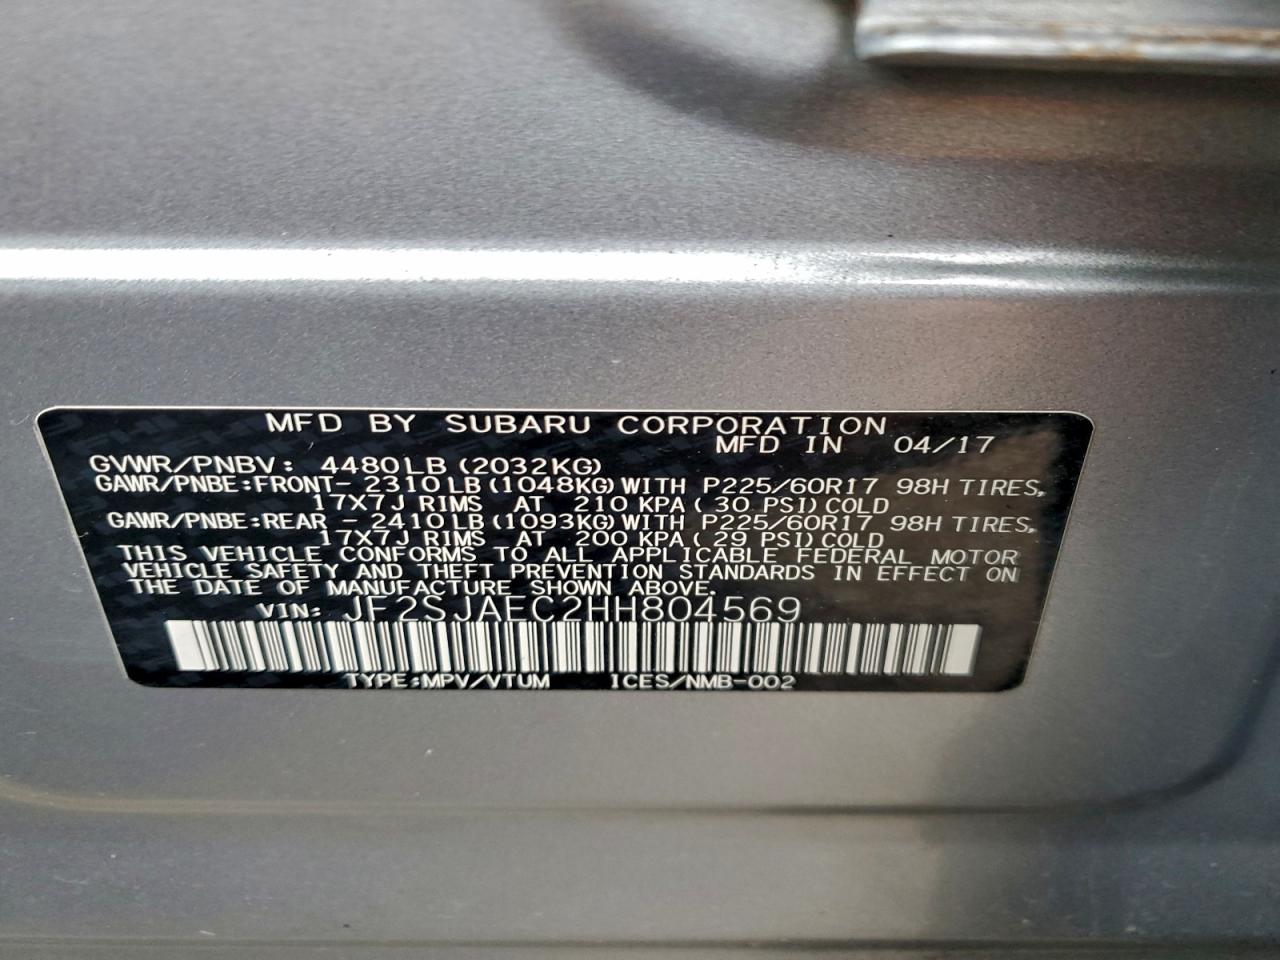 MFD BY SUBARU CORPORATION
MFD IN 04/17
GVWR/PNBV: 4480LB(2032KG)
GAWR/PNBE:FRONT- 2310LB(1048KG)WITH P225/60R17 98H TIRES,
17X7J RIMS AT 210 KPA(30 PSI)COLD
GAWR/PNBE:REAR - 2410LB(1093KG)WITH P225/60R17 98H TIRES,
17X7J RIMS AT 200 KPA(29 PSI)COLD
THIS VEHICLE CONFORMS TO ALL APPLICABLE FEDERAL MOTOR
VEHICLE SAFETY AND THEFT PREVENTION STANDARDS IN EFFECT ON
THE DATE OF MANUFACTURE SHOWN ABOVE.
VIN: JF2SJAEC2HH804569
TYPE:MPV/VTUM ICES/NMB-002